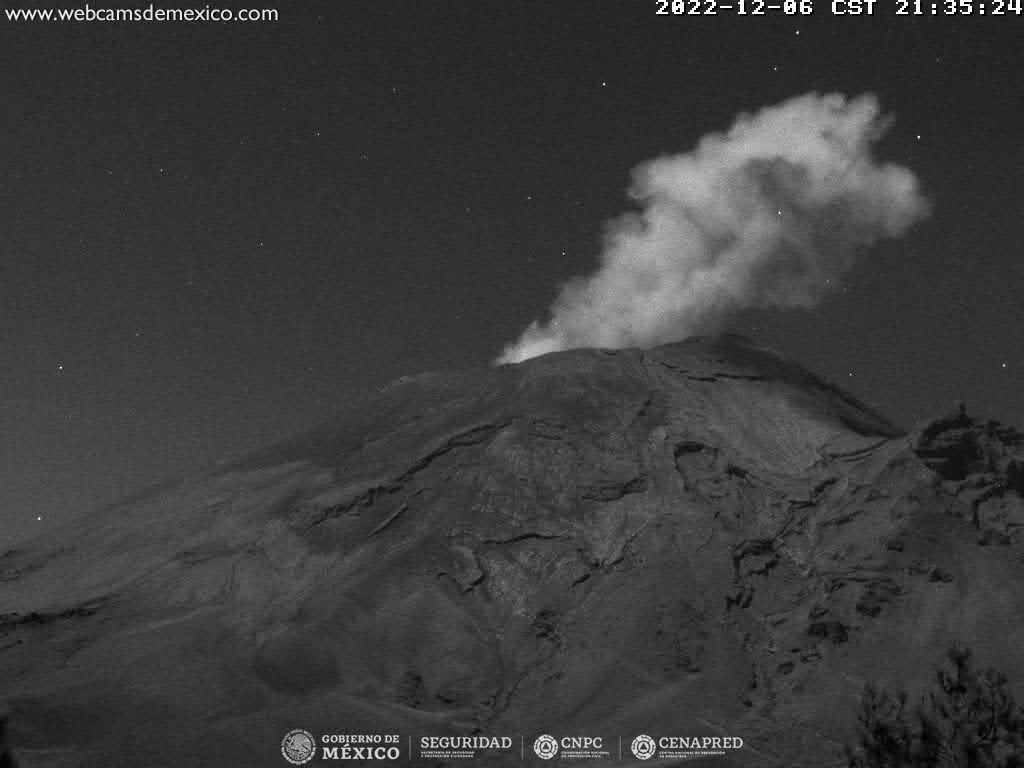 www.webcamsdemexico.com
2022-12-06 CST 21:35:24
GOBIERNO DE
MÉXICO
SEGURIDAD
SECRETARÍA DE SEGURIDAD
Y PROTECCIÓN CIUDADANA
CNPC
COORDINACIÓN NACIONAL
DE PROTECCIÓN CIVIL
CENAPRED
CENTRO NACIONAL DE PREVENCIÓN
DE DESASTRES